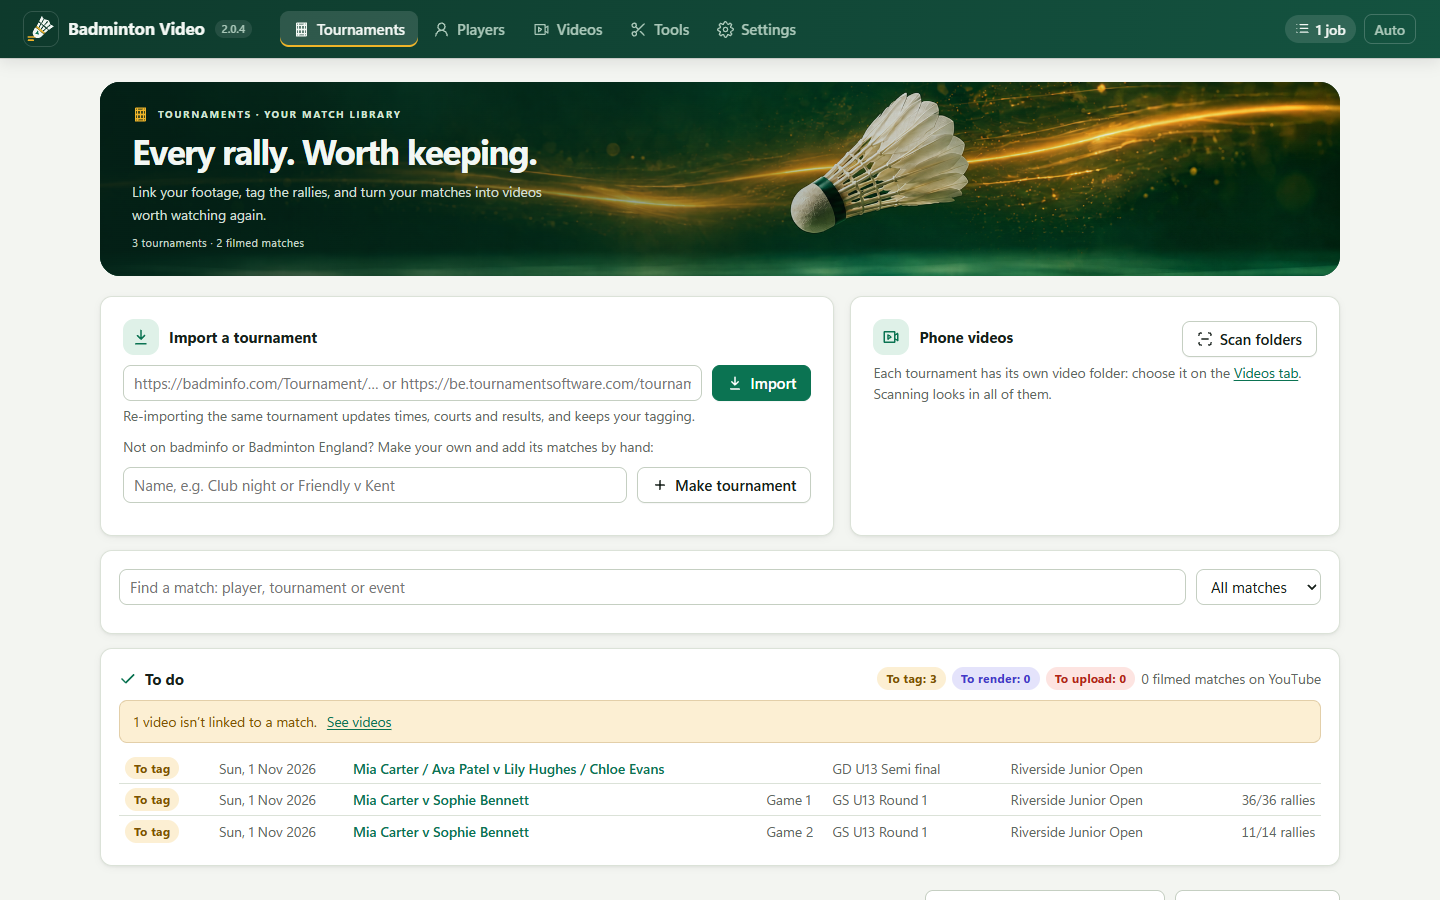 Badminton Video 2.0.4 Tournaments Players Videos Tools Settings 1 job Auto
TOURNAMENTS · YOUR MATCH LIBRARY
Every rally. Worth keeping.
Link your footage, tag the rallies, and turn your matches into videos
worth watching again.
3 tournaments · 2 filmed matches
Import a tournament
https://badminfo.com/Tournament/... or https://be.tournamentsoftware.com/tournam
Import
Re-importing the same tournament updates times, courts and results, and keeps your tagging.
Not on badminfo or Badminton England? Make your own and add its matches by hand:
Name, e.g. Club night or Friendly v Kent
Make tournament
Phone videos
Scan folders
Each tournament has its own video folder: choose it on the Videos tab.
Scanning looks in all of them.
Find a match: player, tournament or event
All matches
To do
To tag: 3 To render: 0 To upload: 0 0 filmed matches on YouTube
1 video isn't linked to a match. See videos
To tag Sun, 1 Nov 2026 Mia Carter / Ava Patel v Lily Hughes / Chloe Evans GD U13 Semi final Riverside Junior Open
To tag Sun, 1 Nov 2026 Mia Carter v Sophie Bennett Game 1 GS U13 Round 1 Riverside Junior Open 36/36 rallies
To tag Sun, 1 Nov 2026 Mia Carter v Sophie Bennett Game 2 GS U13 Round 1 Riverside Junior Open 11/14 rallies